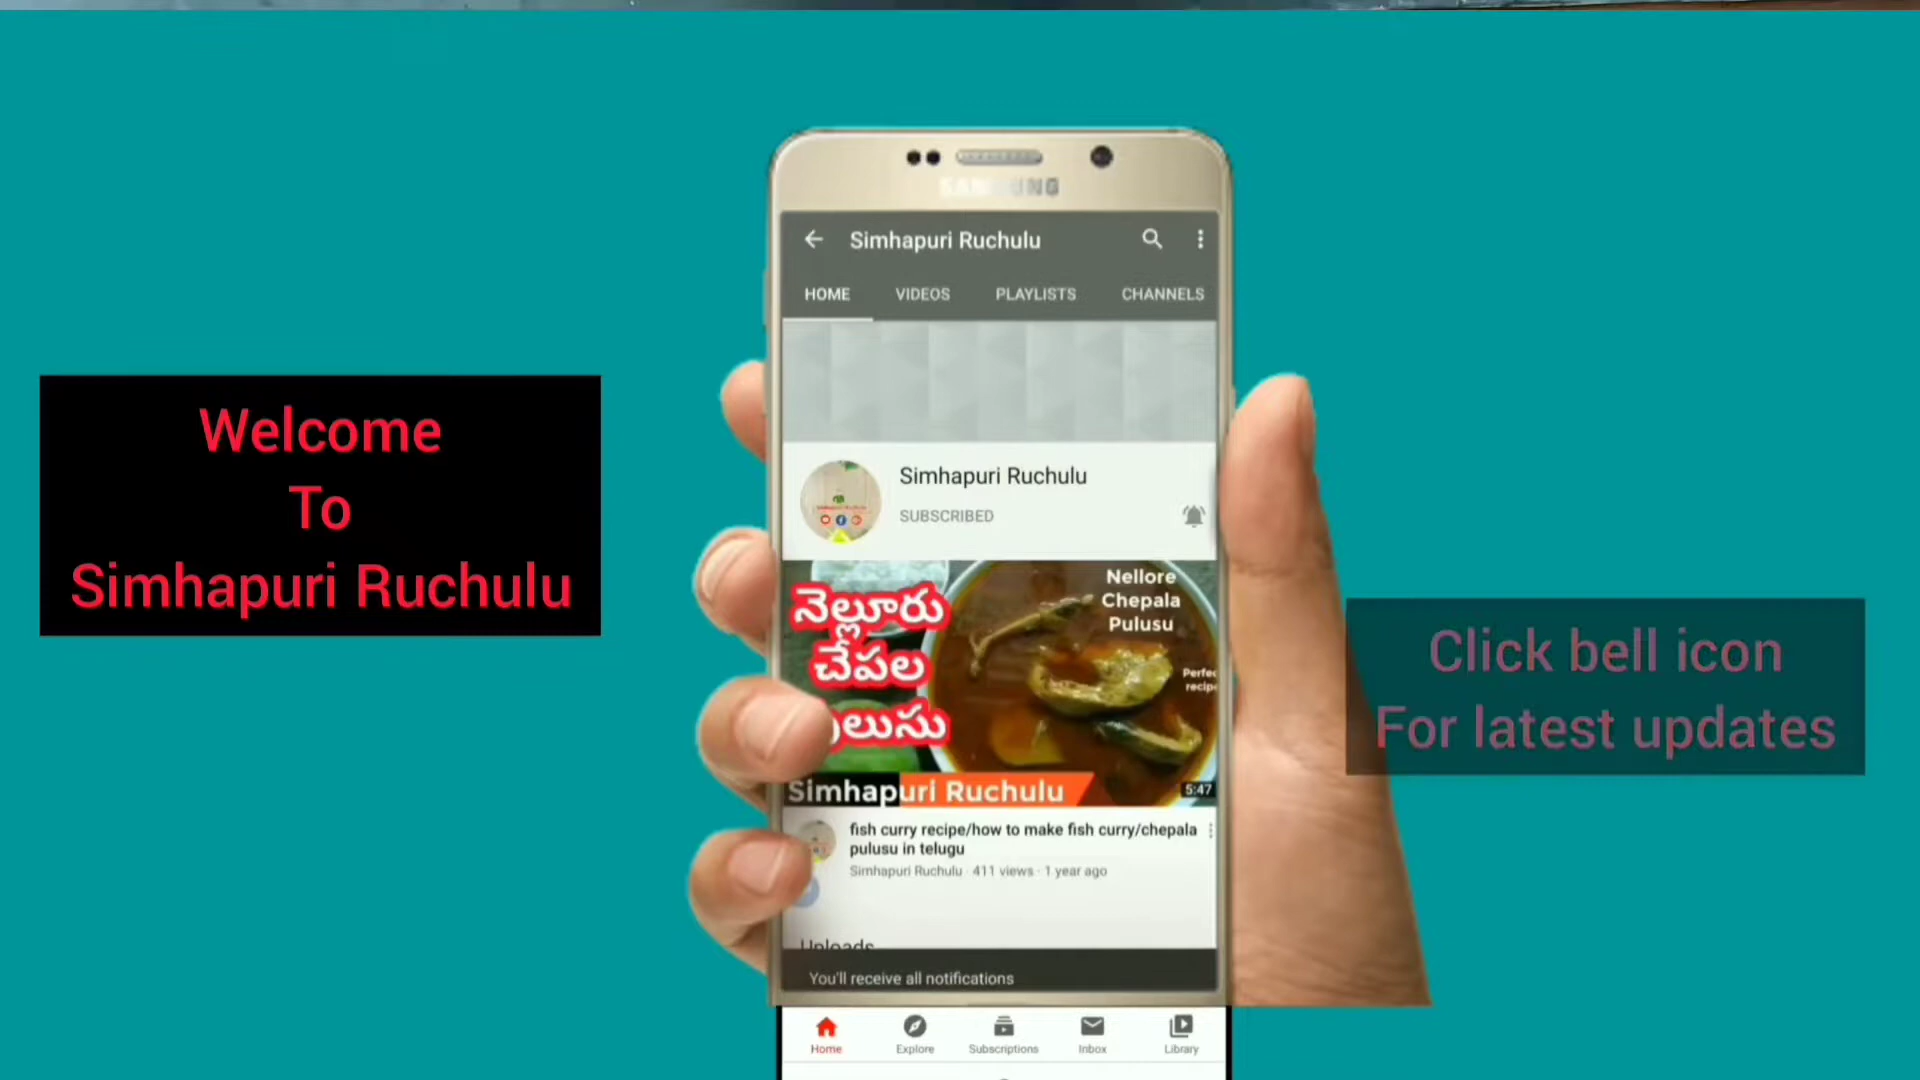 Welcome
To
Simhapuri Ruchulu
SAMSUNG
Simhapuri Ruchulu
HOME VIDEOS PLAYLISTS CHANNELS
Simhapuri Ruchulu
SUBSCRIBED
నెల్లూరు
చేపల
Nellore
Chepala
Pulusu
Simhapuri Ruchulu
5:47
fish curry recipe/how to make fish curry/chepala
pulusu in telugu
Simhapuri Ruchulu · 411 views · 1 year ago
Uploads
You'll receive all notifications
Home Explore Subscriptions Inbox Library
Click bell icon
For latest updates